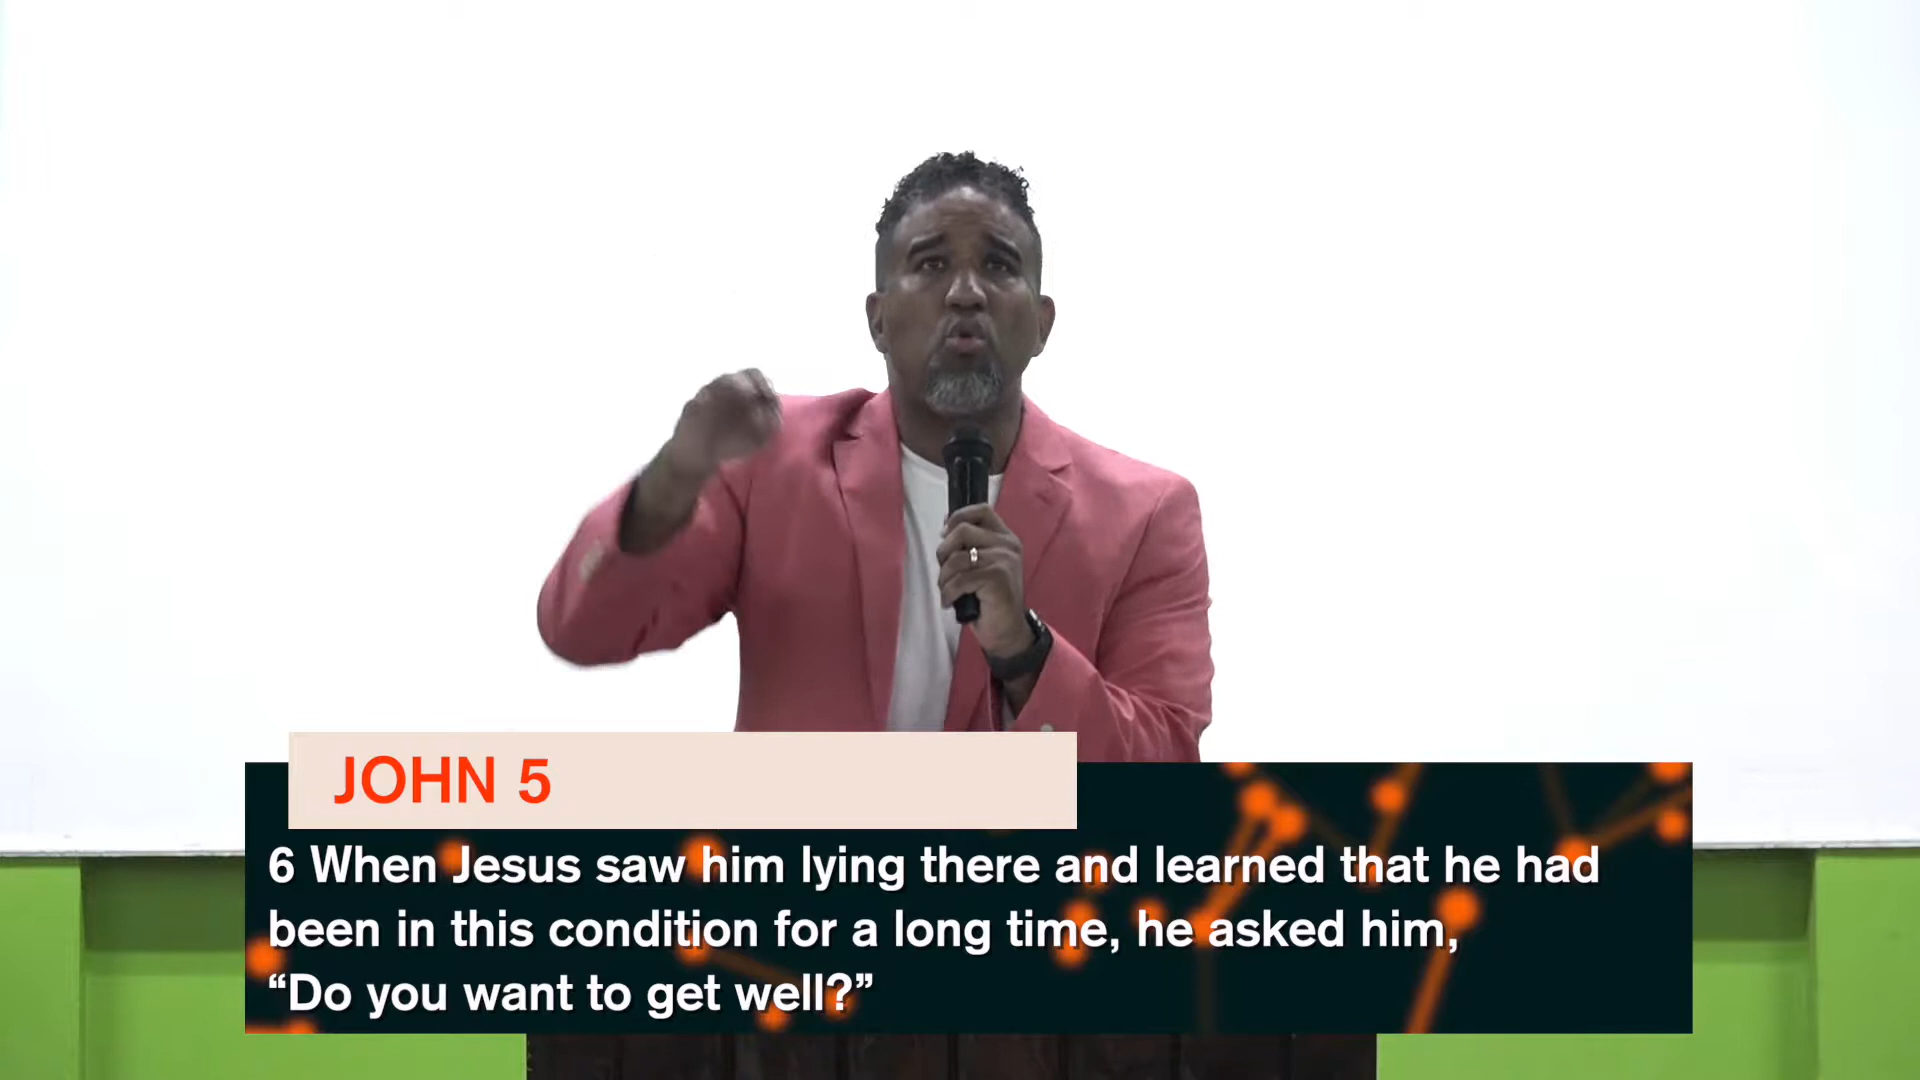 JOHN 5
6 When Jesus saw him lying there and learned that he had
been in this condition for a long time, he asked him,
“Do you want to get well?”